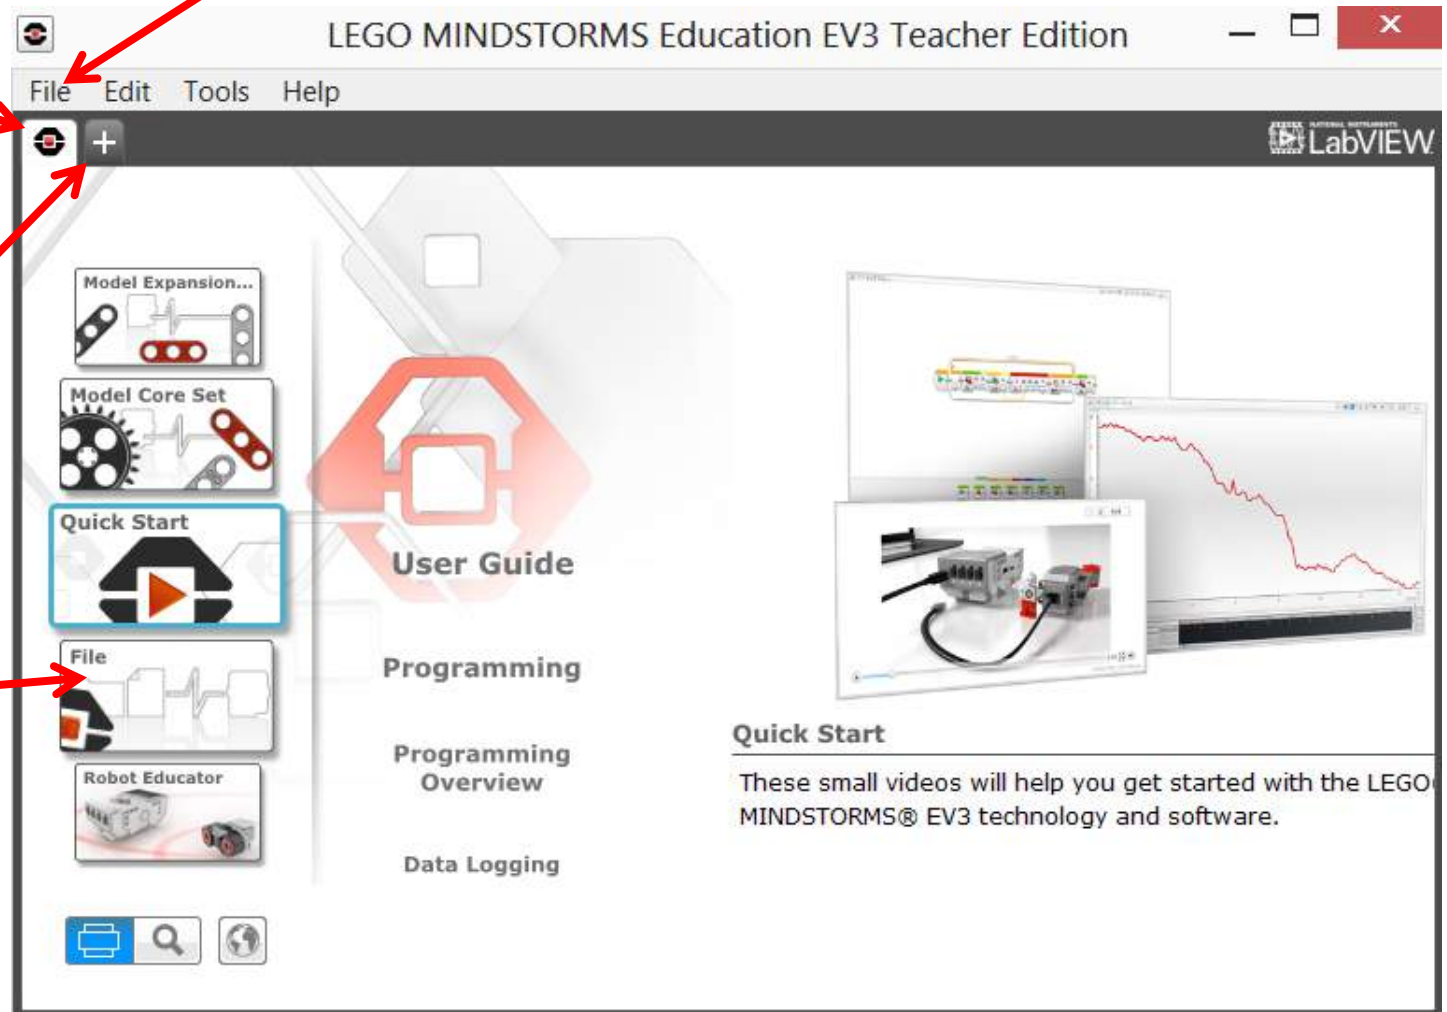 LEGO MINDSTORMS Education EV3 Teacher Edition
File Edit Tools Help
NATIONAL INSTRUMENTS
LabVIEW
Model Expansion...
Model Core Set
Quick Start
File
Robot Educator
User Guide
Programming
Programming
Overview
Data Logging
Quick Start
These small videos will help you get started with the LEGO
MINDSTORMS® EV3 technology and software.